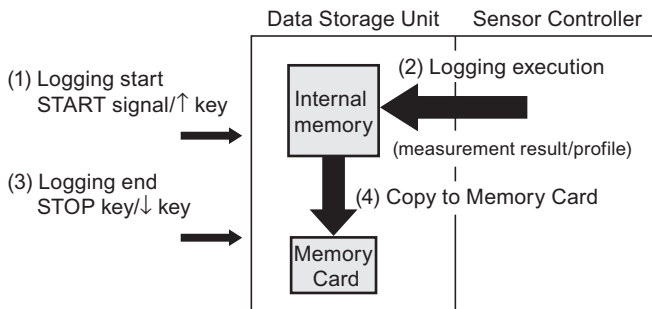 Data Storage Unit
Sensor Controller
(1) Logging start
START signal/↑ key
(2) Logging execution
Internal
memory
(measurement result/profile)
(3) Logging end
STOP key/↓ key
(4) Copy to Memory Card
Memory
Card